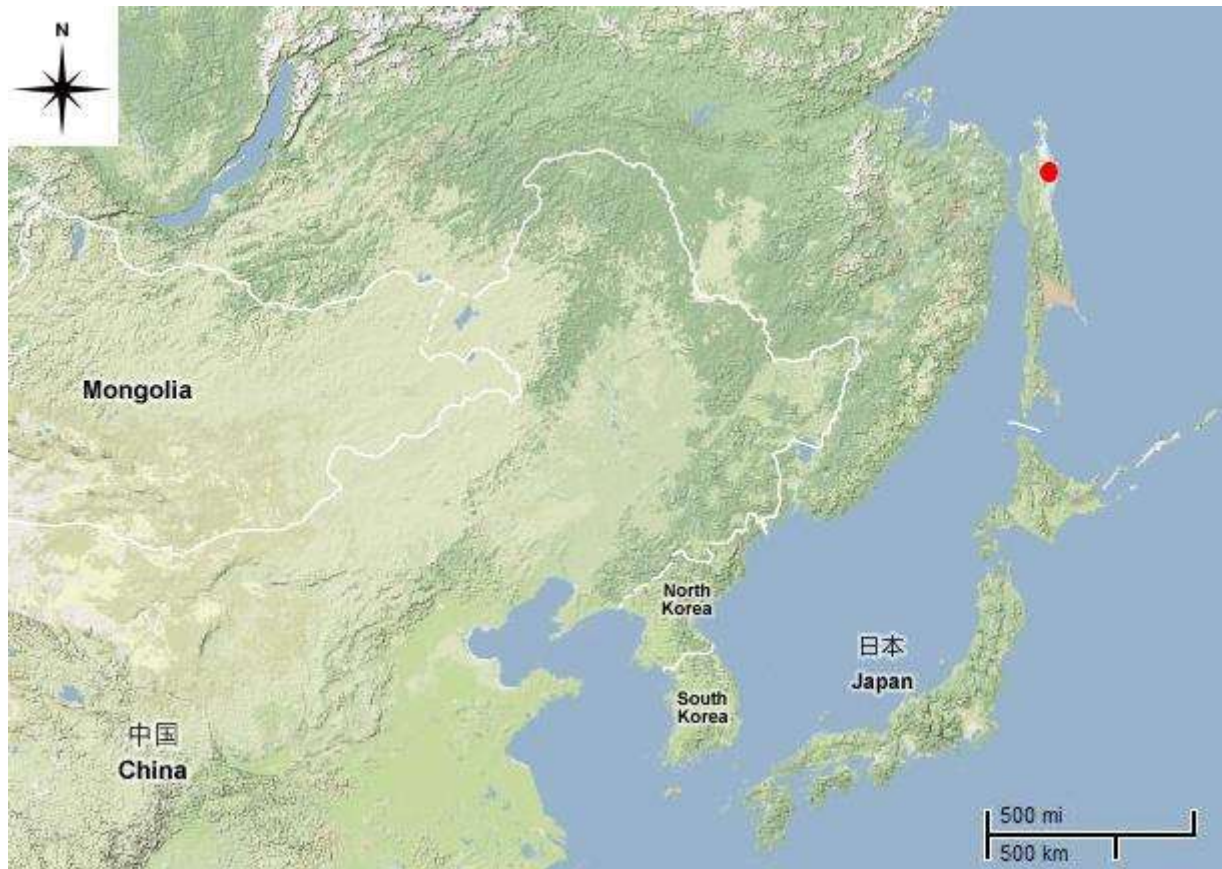 N
Mongolia
North
Korea
日本
Japan
South
Korea
中国
China
500 mi
500 km